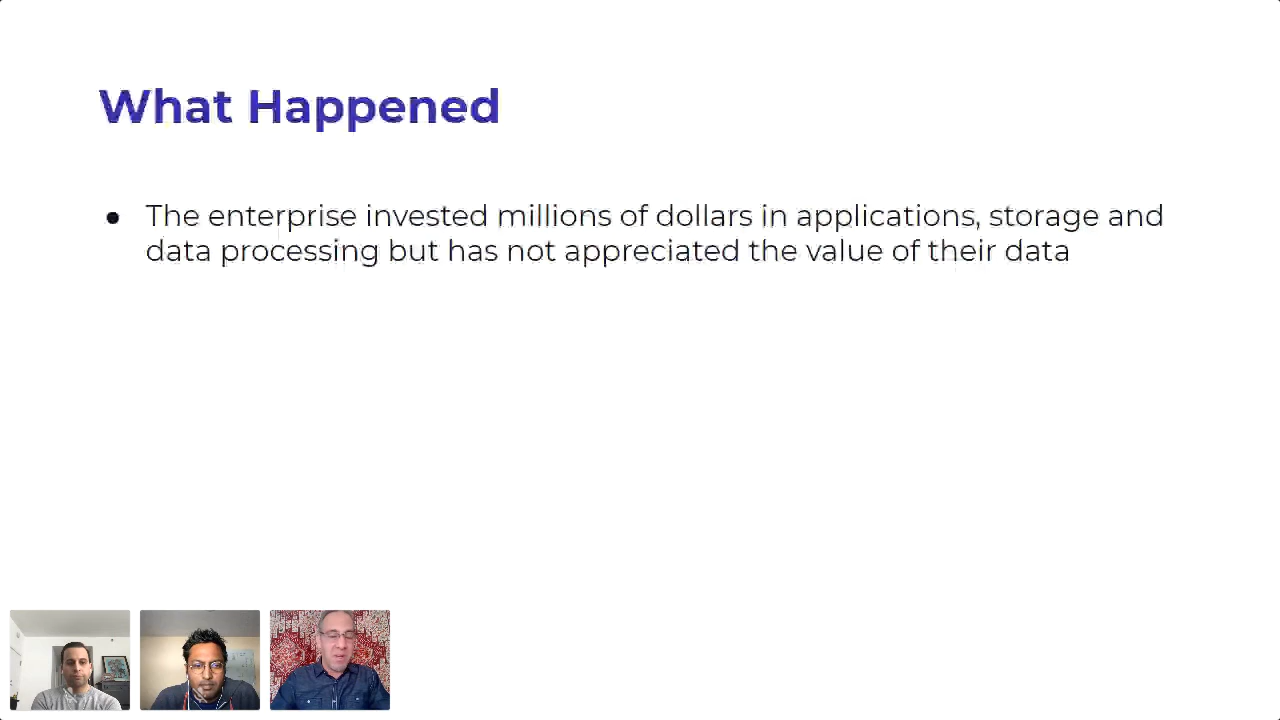 What Happened
● The enterprise invested millions of dollars in applications, storage and
data processing but has not appreciated the value of their data